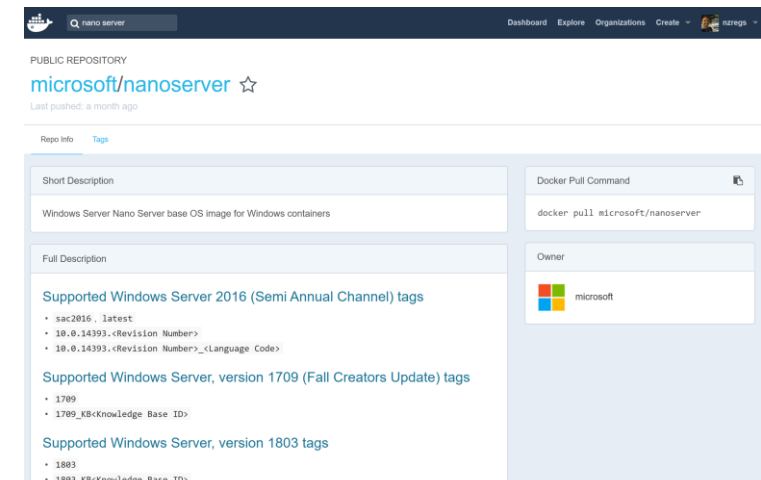 nano server
Dashboard Explore Organizations Create nzregs
PUBLIC REPOSITORY
microsoft/nanoserver
Last pushed: a month ago
Repo Info Tags
Short Description
Windows Server Nano Server base OS image for Windows containers
Docker Pull Command
docker pull microsoft/nanoserver
Owner
microsoft
Full Description
Supported Windows Server 2016 (Semi Annual Channel) tags
• sac2016 , latest
• 10.0.14393.<Revision Number>
• 10.0.14393.<Revision Number>_<Language Code>
Supported Windows Server, version 1709 (Fall Creators Update) tags
• 1709
• 1709_KB<Knowledge Base ID>
Supported Windows Server, version 1803 tags
• 1803
• 1803_KB<Knowledge Base ID>